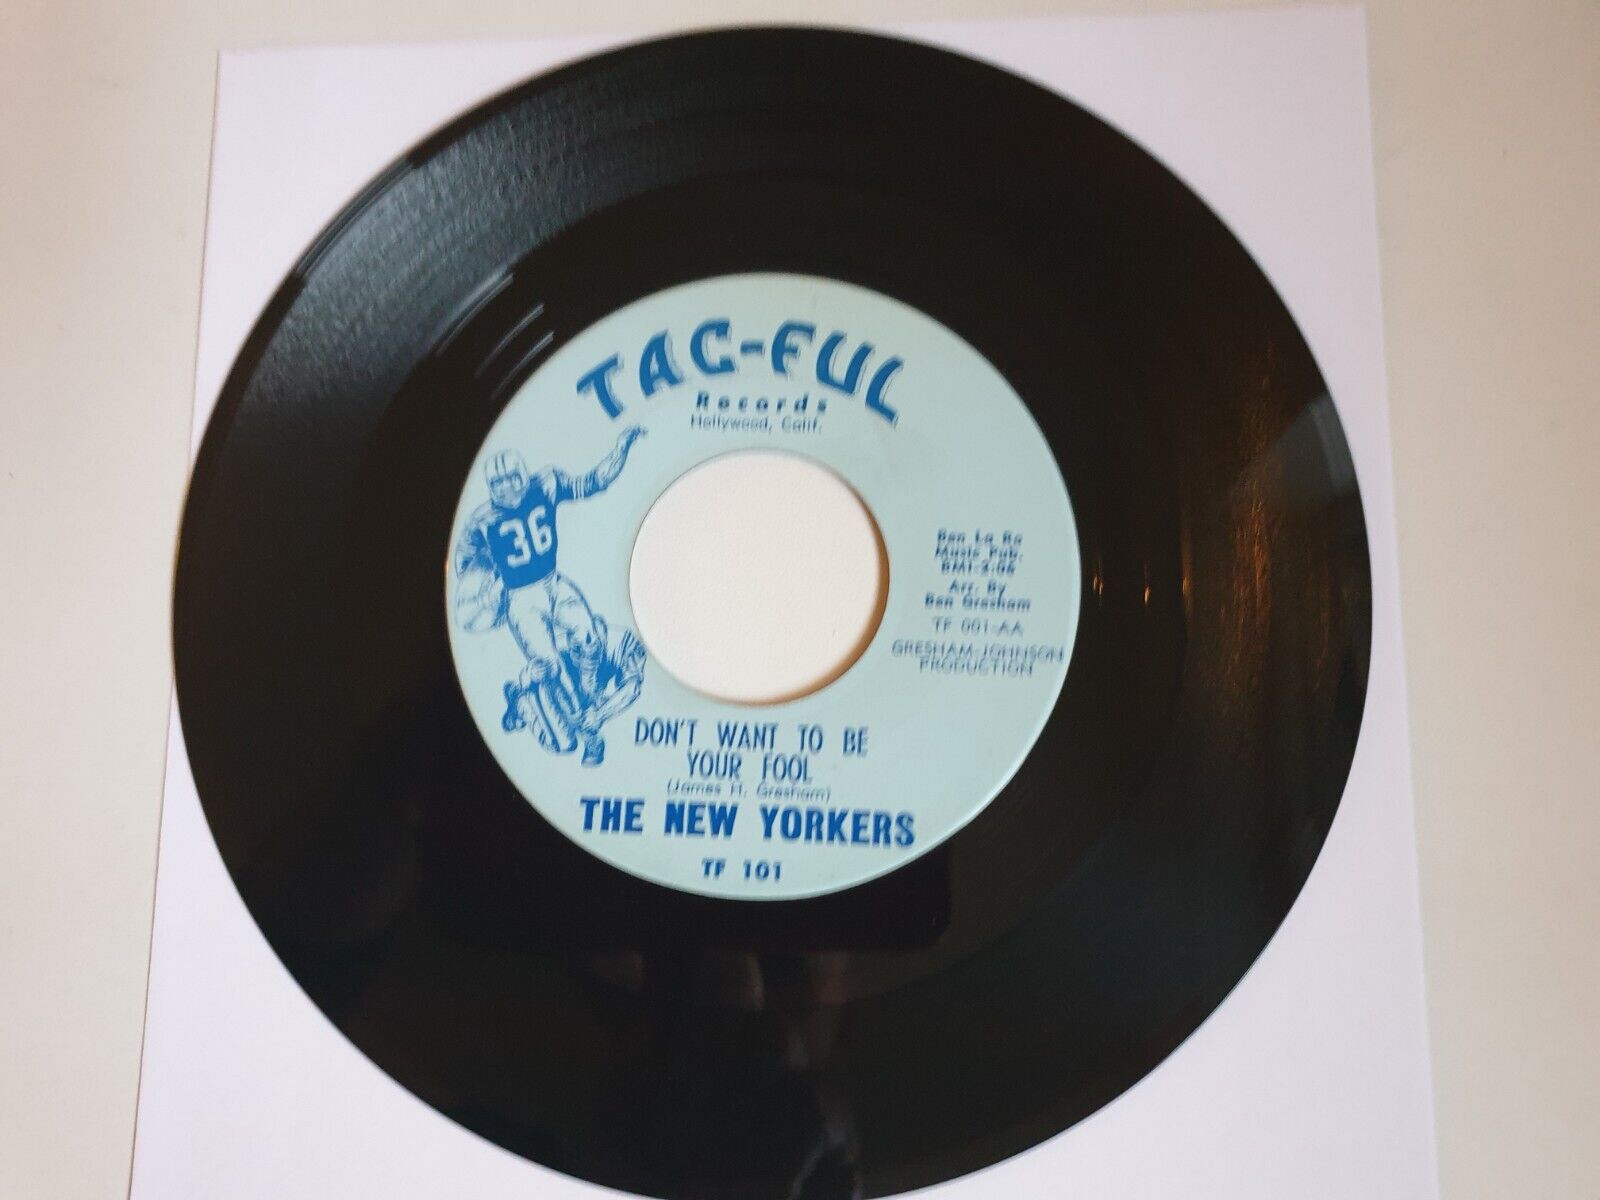 TAC-FUL
Records
Hollywood, Calif.
36
Ben La Ro
Music Pub.
BMI-2:06
Arr. By
Ben Gresham
TF 001-AA
GRESHAM-JOHNSON
PRODUCTION
DON'T WANT TO BE
YOUR FOOL
(James H. Gresham)
THE NEW YORKERS
TF 101